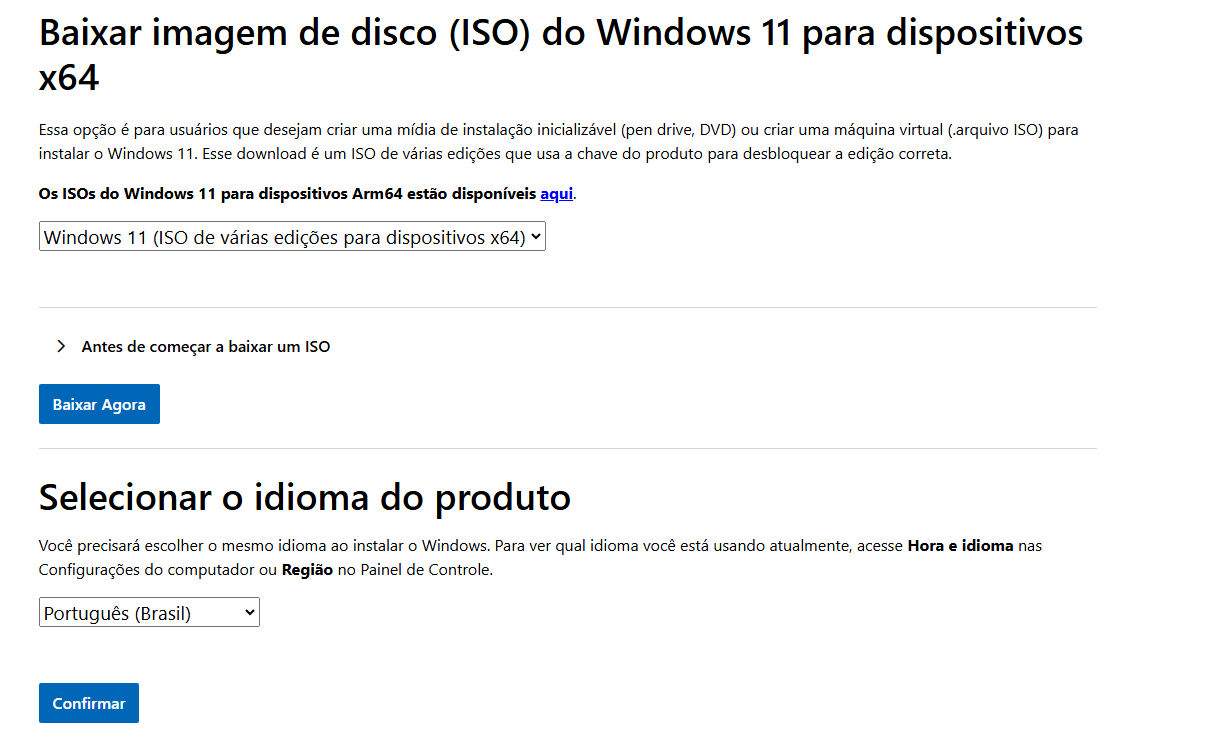 Baixar imagem de disco (ISO) do Windows 11 para dispositivos
x64
Essa opção é para usuários que desejam criar uma mídia de instalação inicializável (pen drive, DVD) ou criar uma máquina virtual (.arquivo ISO) para
instalar o Windows 11. Esse download é um ISO de várias edições que usa a chave do produto para desbloquear a edição correta.
Os ISOs do Windows 11 para dispositivos Arm64 estão disponíveis aqui.
Windows 11 (ISO de várias edições para dispositivos x64)
Antes de começar a baixar um ISO
Baixar Agora
Selecionar o idioma do produto
Você precisará escolher o mesmo idioma ao instalar o Windows. Para ver qual idioma você está usando atualmente, acesse Hora e idioma nas
Configurações do computador ou Região no Painel de Controle.
Português (Brasil)
Confirmar